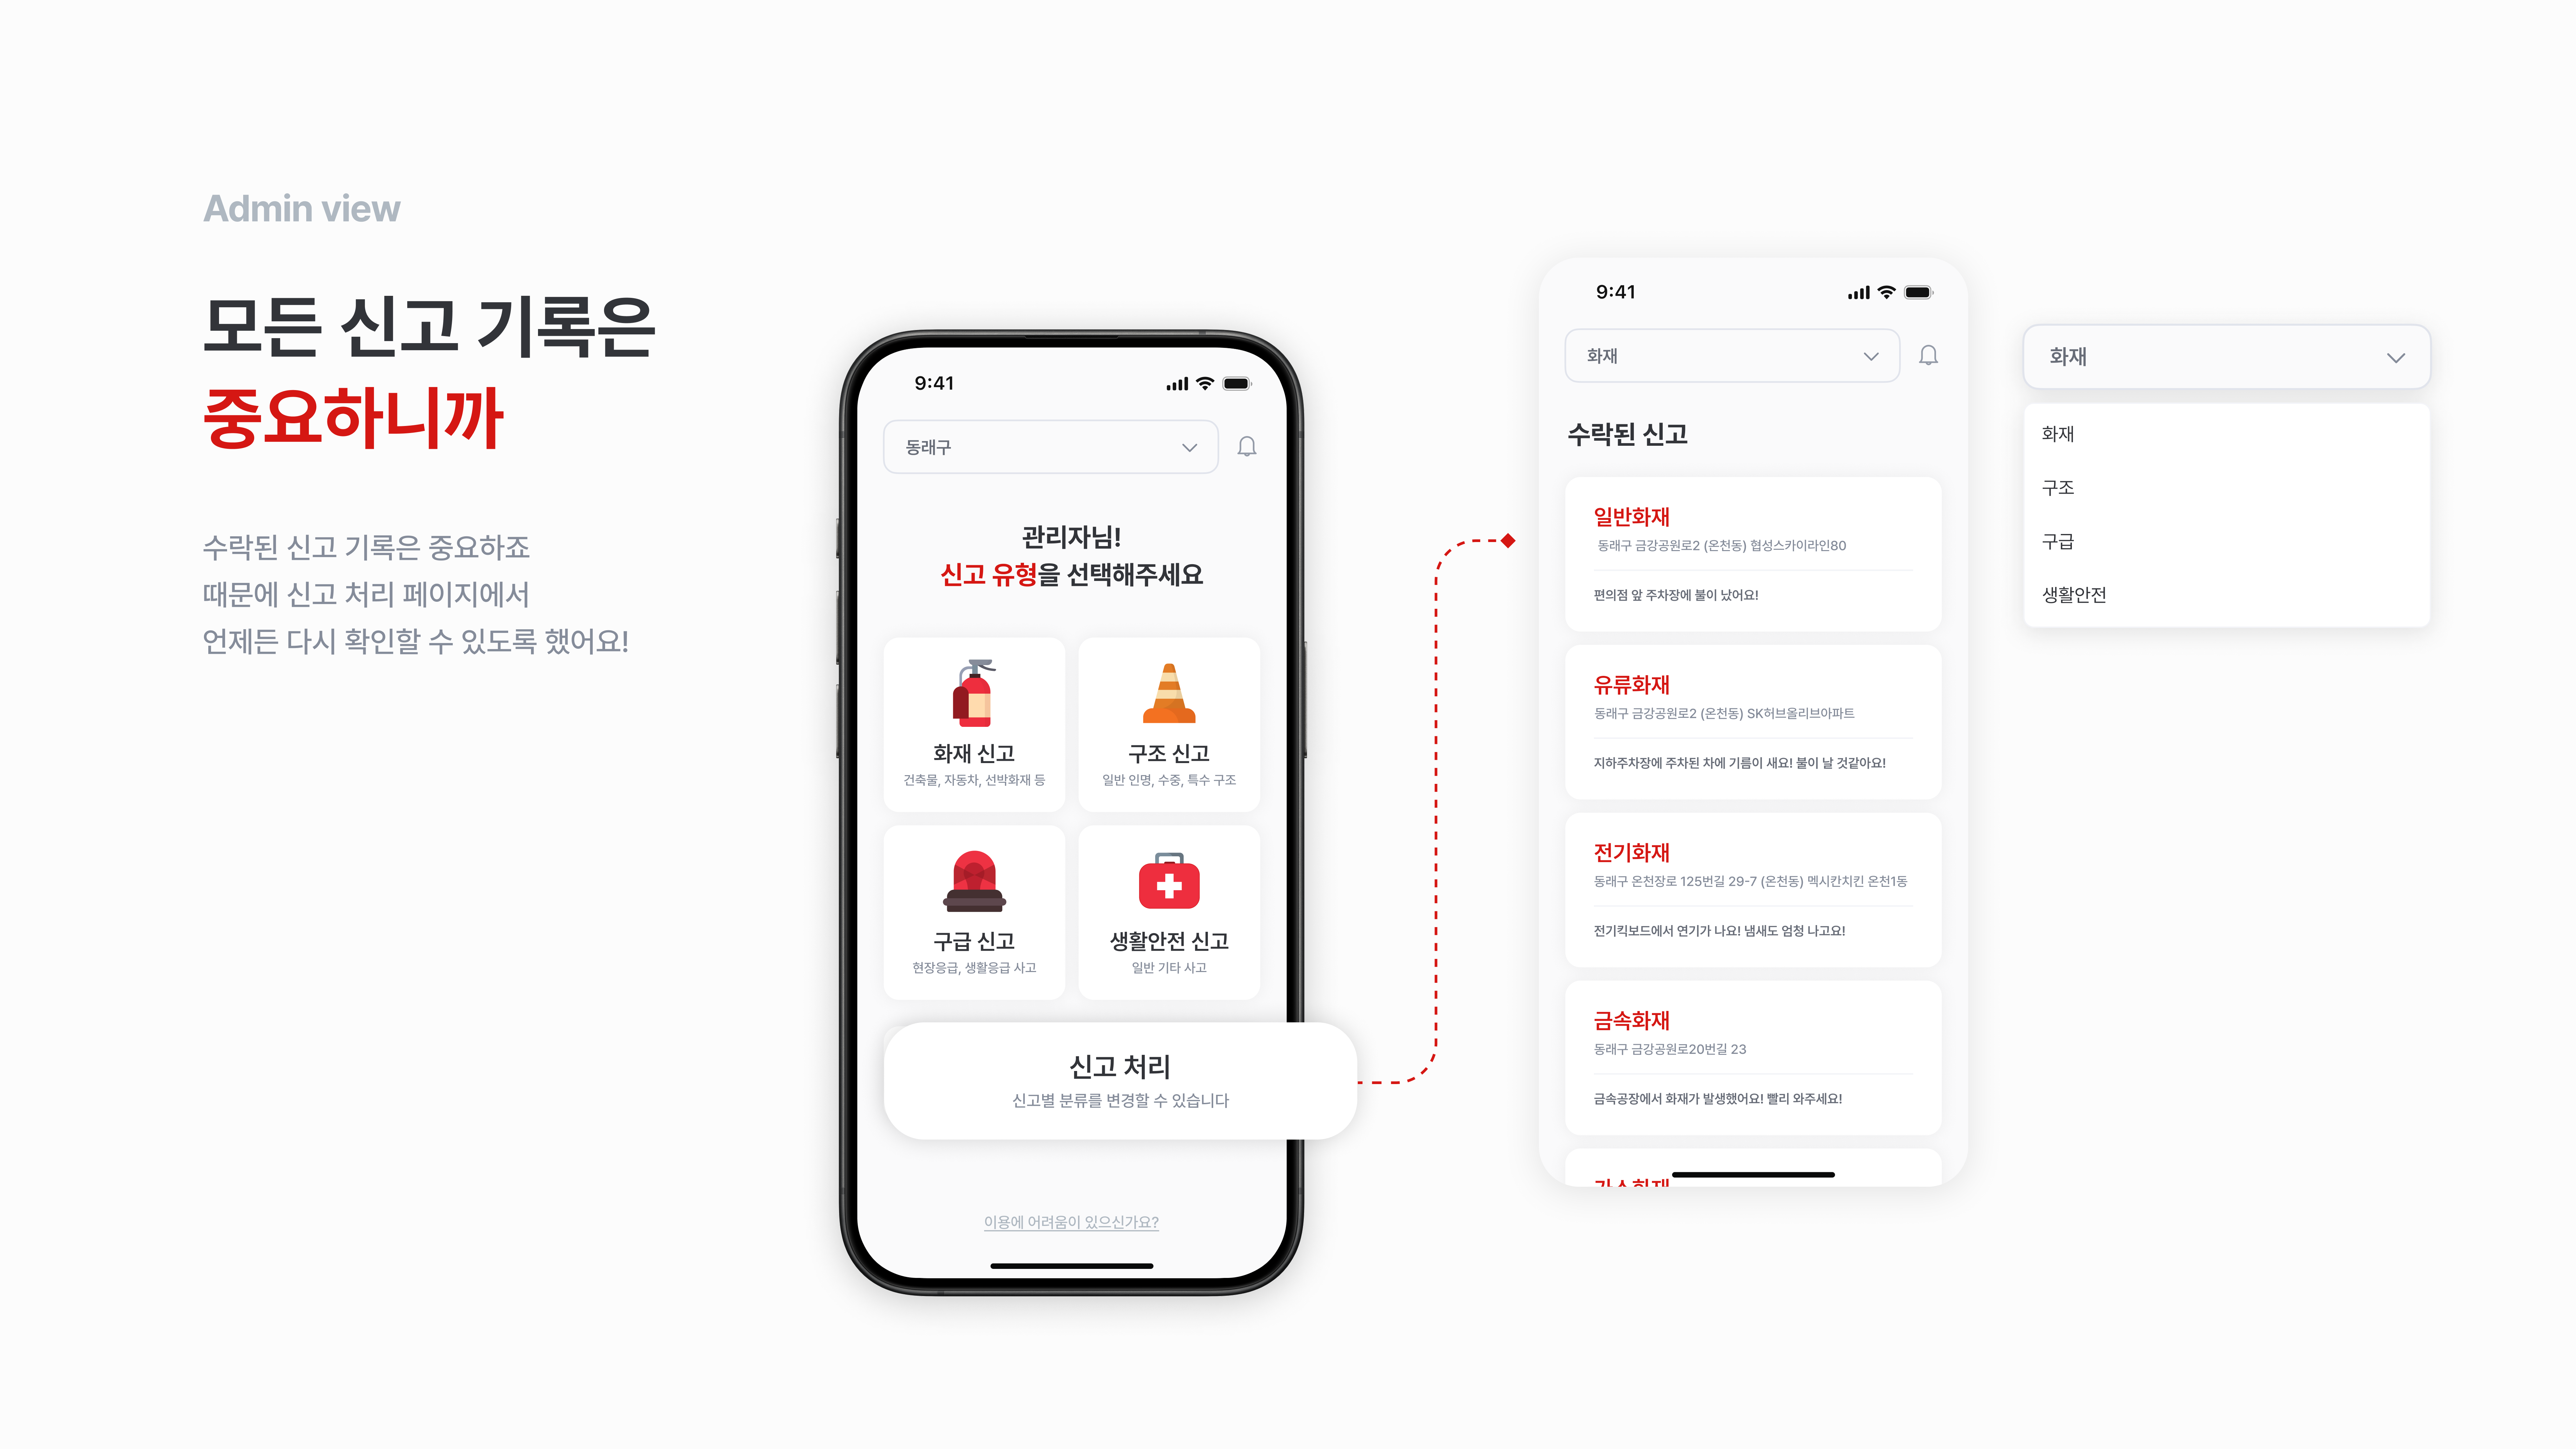 Admin view
모든 신고 기록은
중요하니까
수락된 신고 기록은 중요하죠
때문에 신고 처리 페이지에서
언제든 다시 확인할 수 있도록 했어요!
9:41
동래구
관리자님!
신고 유형을 선택해주세요
화재 신고
건축물, 자동차, 선박화재 등
구조 신고
일반 인명, 수중, 특수 구조
구급 신고
현장응급, 생활응급 사고
생활안전 신고
일반 기타 사고
신고 처리
신고별 분류를 변경할 수 있습니다
이용에 어려움이 있으신가요?
9:41
화재
수락된 신고
일반화재
동래구 금강공원로2 (온천동) 협성스카이라인80
편의점 앞 주차장에 불이 났어요!
유류화재
동래구 금강공원로2 (온천동) SK허브올리브아파트
지하주차장에 주차된 차에 기름이 새요! 불이 날 것같아요!
전기화재
동래구 온천장로 125번길 29-7 (온천동) 멕시칸치킨 온천1동
전기킥보드에서 연기가 나요! 냄새도 엄청 나고요!
금속화재
동래구 금강공원로20번길 23
금속공장에서 화재가 발생했어요! 빨리 와주세요!
가스화재
화재
화재
구조
구급
생활안전